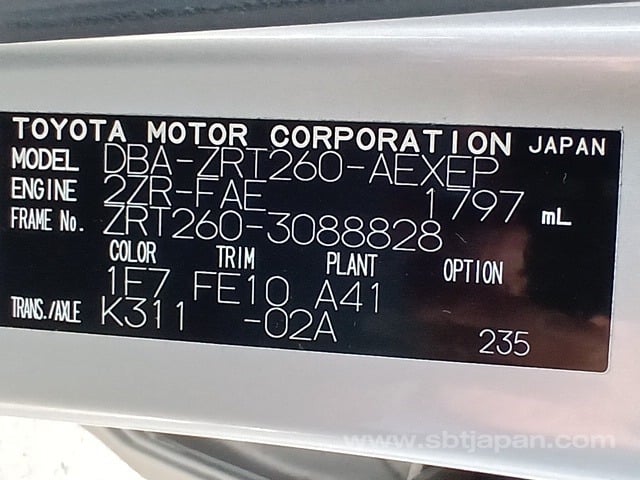 TOYOTA MOTOR CORPORATION JAPAN
MODEL DBA-ZRT260-AEXEP
ENGINE 2ZR-FAE 1797 mL
FRAME No. ZRT260-3088828
COLOR TRIM PLANT OPTION
1F7 FE10 A41
TRANS./AXLE K311 -02A 235
www.sbtjapan.com